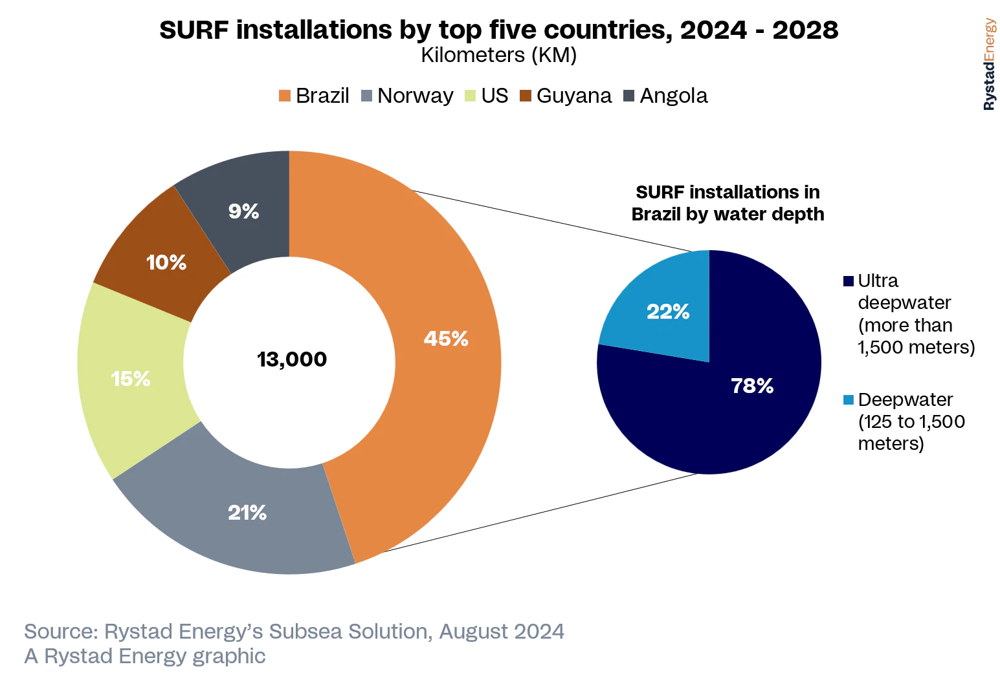 SURF installations by top five countries, 2024 - 2028
Kilometers (KM)
RystadEnergy
Brazil Norway US Guyana Angola
9%
10%
45%
15%
21%
13,000
SURF installations in
Brazil by water depth
22%
78%
Ultra
deepwater
(more than
1,500 meters)
Deepwater
(125 to 1,500
meters)
Source: Rystad Energy’s Subsea Solution, August 2024
A Rystad Energy graphic